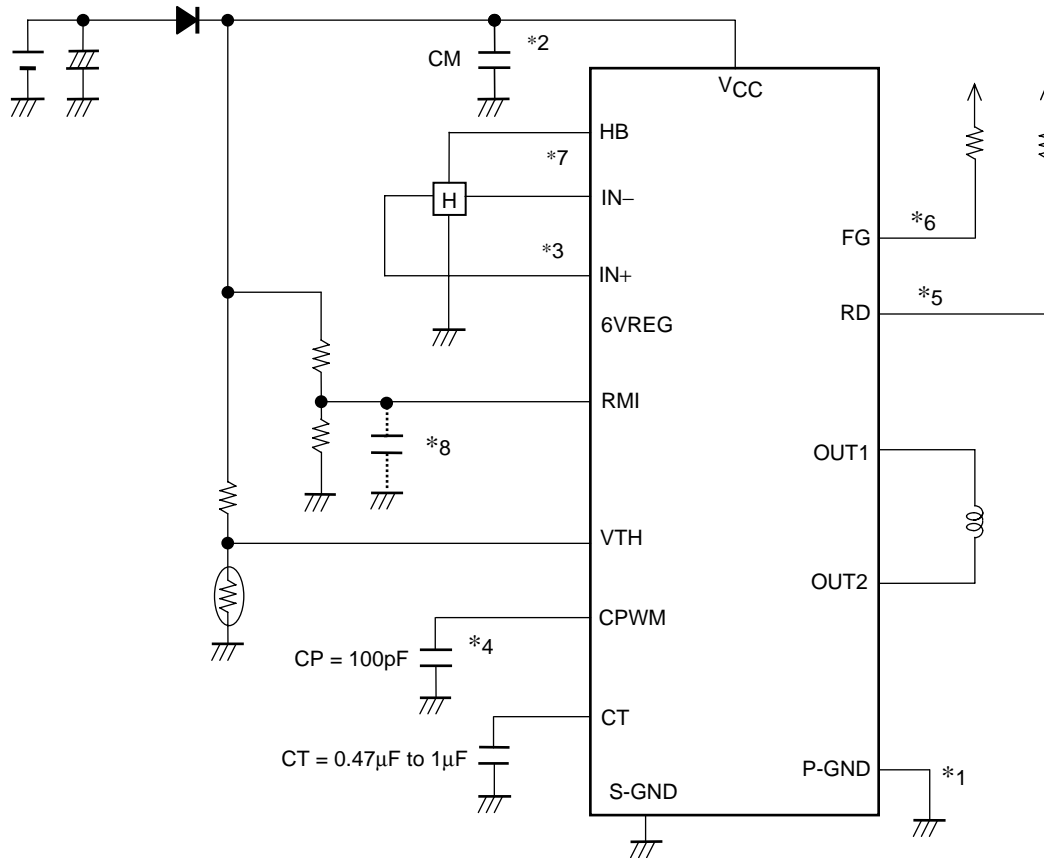 CM
*2
VCC
HB
*7
H
IN−
*6
FG
*3
IN+
*5
RD
6VREG
RMI
*8
OUT1
VTH
OUT2
CPWM
*4
CP = 100pF
CT
CT = 0.47µF to 1µF
P-GND
*1
S-GND